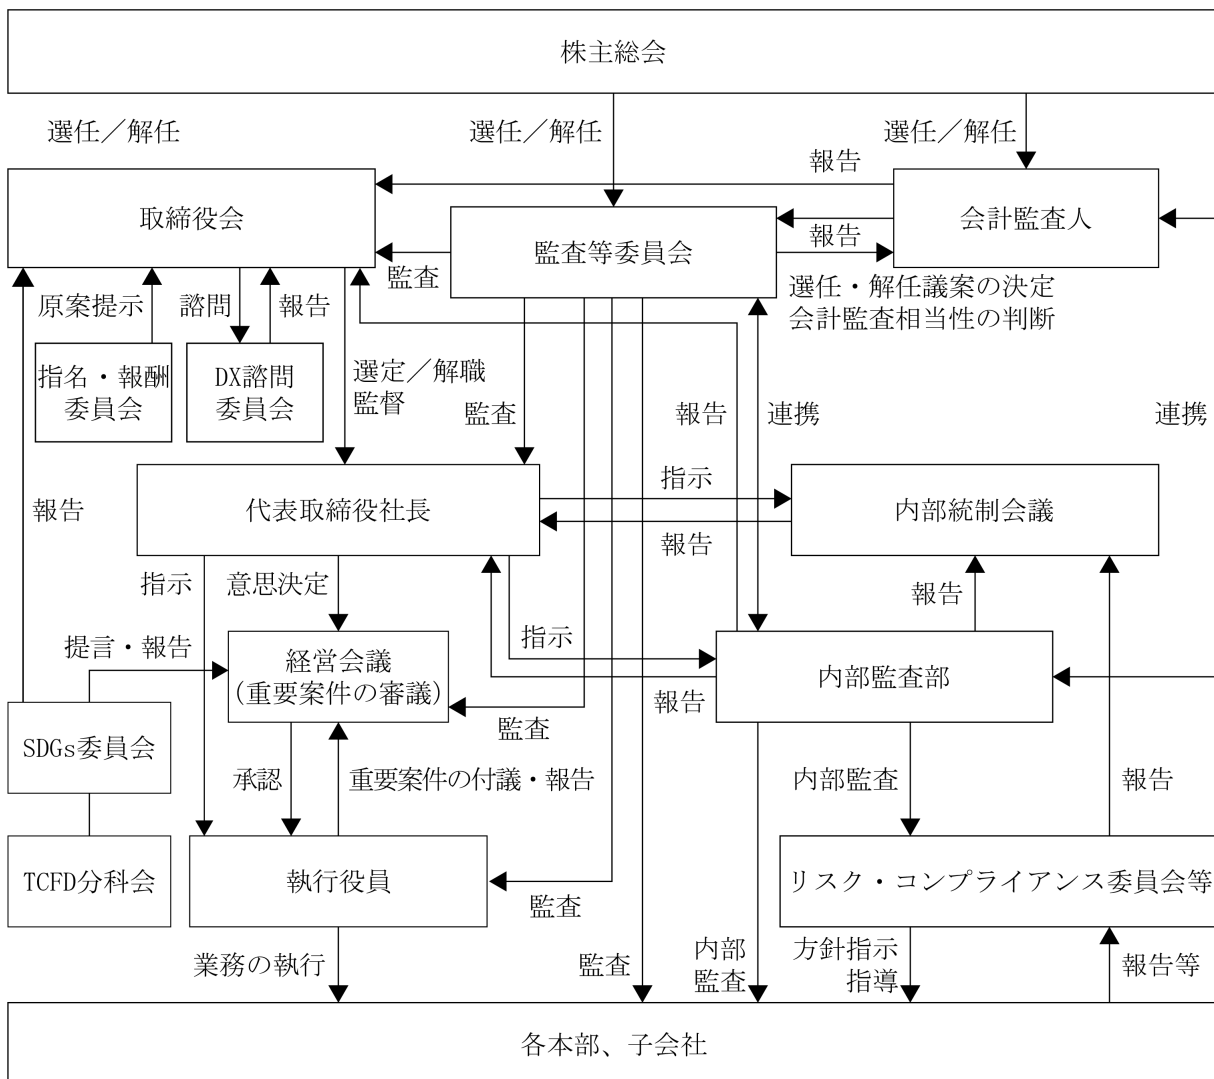 株主総会
選任／解任
選任／解任
選任／解任
報告
取締役会
会計監査人
監査等委員会
報告
監査
選任・解任議案の決定
会計監査相当性の判断
原案提示
諮問
報告
指名・報酬
委員会
DX諮問
委員会
選定／解職
監督
監査
報告
連携
連携
報告
代表取締役社長
指示
報告
内部統制会議
指示
意思決定
報告
提言・報告
経営会議
(重要案件の審議)
指示
報告
内部監査部
監査
SDGs委員会
承認
重要案件の付議・報告
内部監査
報告
TCFD分科会
執行役員
監査
リスク・コンプライアンス委員会等
業務の執行
監査
内部
監査
方針指示
指導
報告等
各本部、子会社